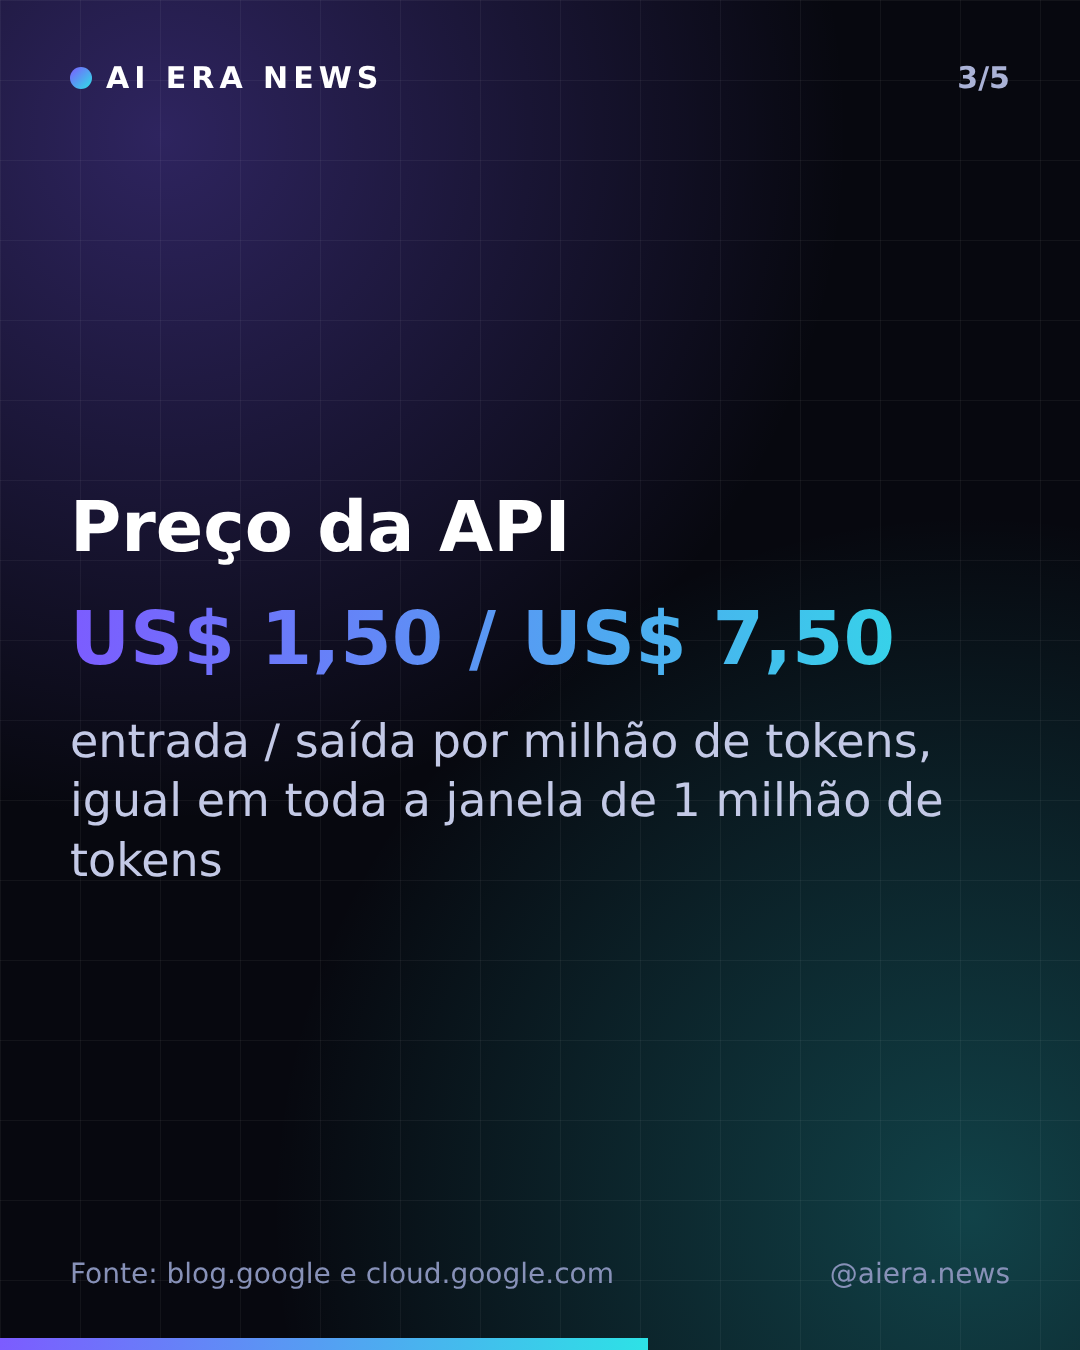 AI ERA NEWS
3/5
Preço da API
US$ 1,50 / US$ 7,50
entrada / saída por milhão de tokens,
igual em toda a janela de 1 milhão de
tokens
Fonte: blog.google e cloud.google.com
@aiera.news